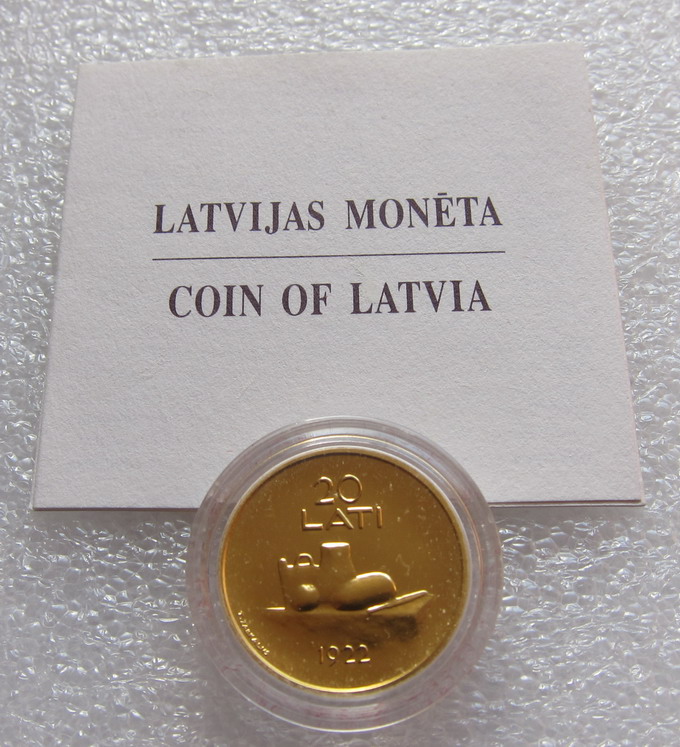 LATVIJAS MONĒTA
COIN OF LATVIA
20
LATI
1922